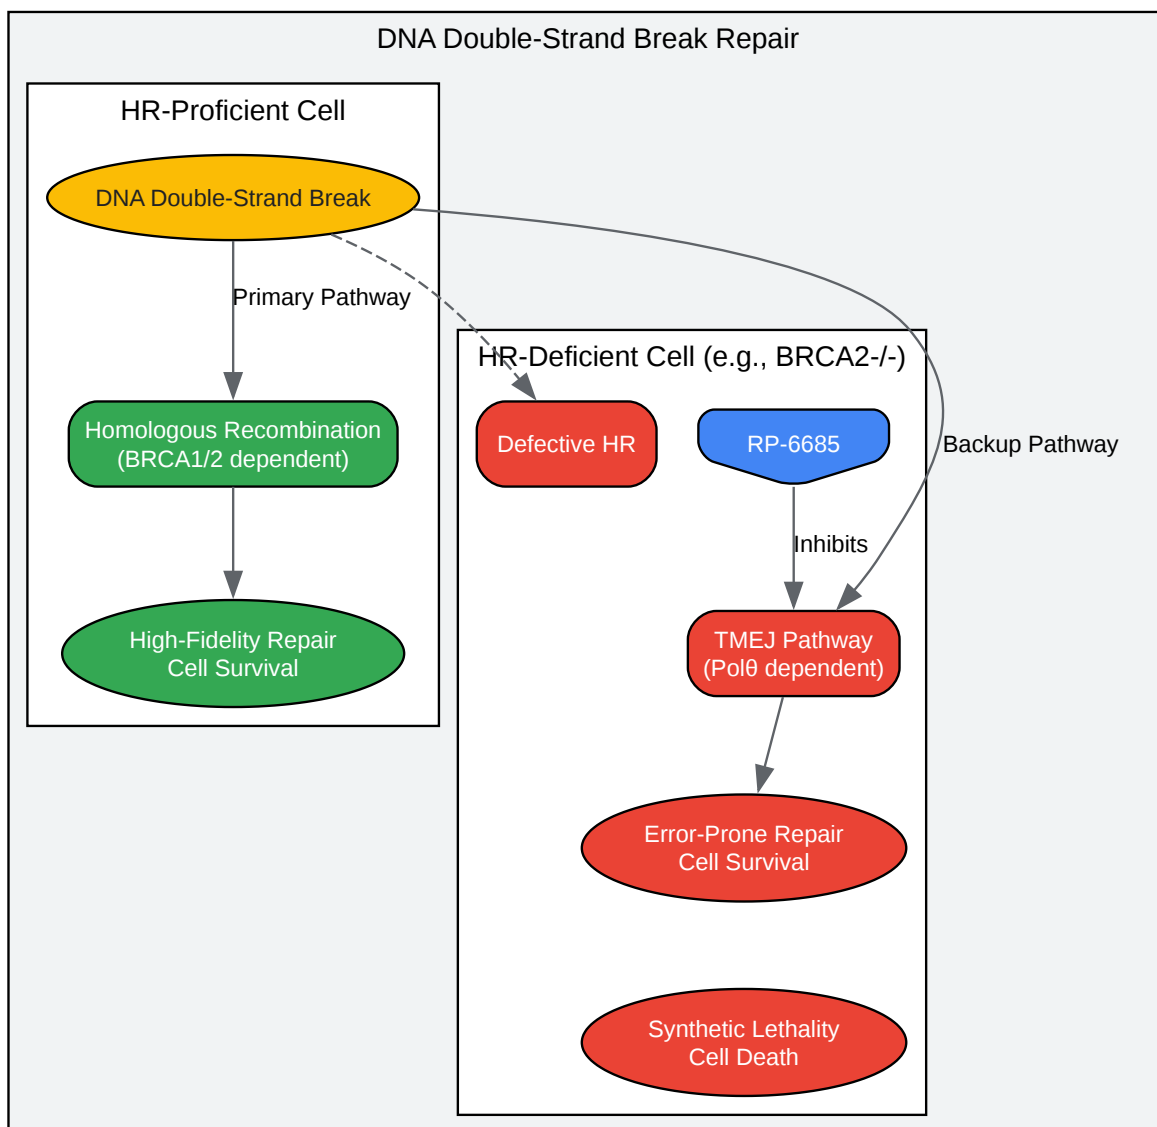 DNA Double-Strand Break Repair
HR-Proficient Cell
DNA Double-Strand Break
Primary Pathway
HR-Deficient Cell (e.g., BRCA2-/-)
Homologous Recombination
(BRCA1/2 dependent)
Defective HR
RP-6685
Backup Pathway
Inhibits
High-Fidelity Repair
Cell Survival
TMEJ Pathway
(Polθ dependent)
Error-Prone Repair
Cell Survival
Synthetic Lethality
Cell Death